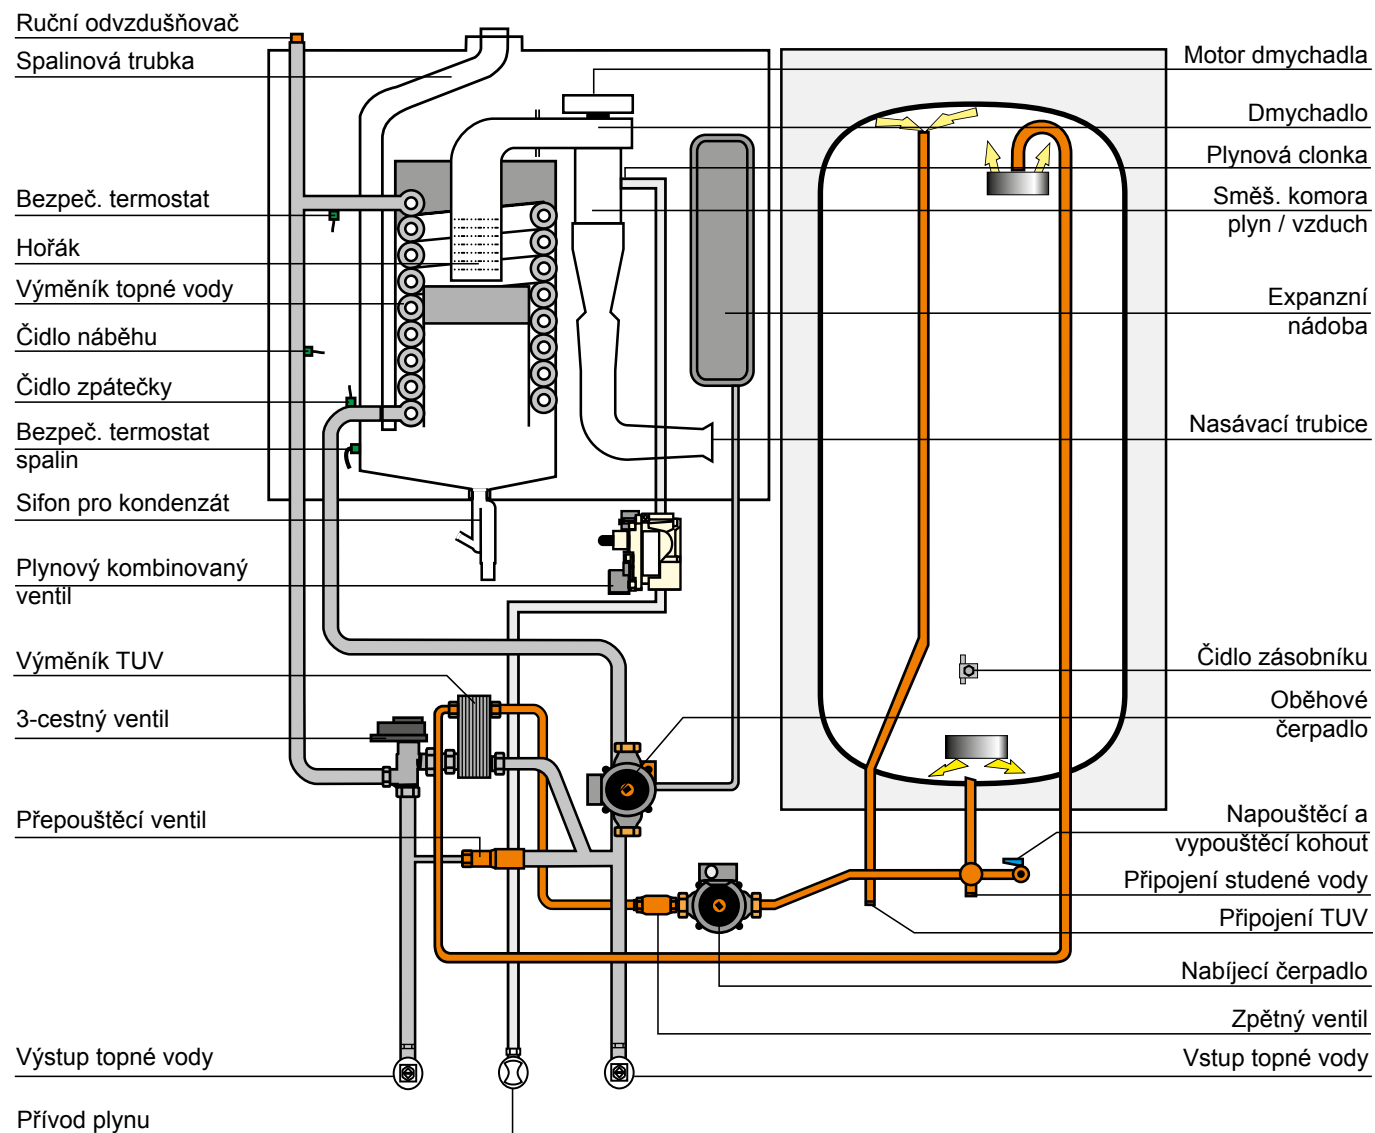 Ruční odvzdušňovač
Spalinová trubka
Bezpeč. termostat
Hořák
Výměník topné vody
Čidlo náběhu
Čidlo zpátečky
Bezpeč. termostat
spalin
Sifon pro kondenzát
Plynový kombinovaný
ventil
Výměník TUV
3-cestný ventil
Přepouštěcí ventil
Výstup topné vody
Přívod plynu
Motor dmychadla
Dmychadlo
Plynová clonka
Směš. komora
plyn / vzduch
Expanzní
nádoba
Nasávací trubice
Čidlo zásobníku
Oběhové
čerpadlo
Napouštěcí a
vypouštěcí kohout
Připojení studené vody
Připojení TUV
Nabíjecí čerpadlo
Zpětný ventil
Vstup topné vody